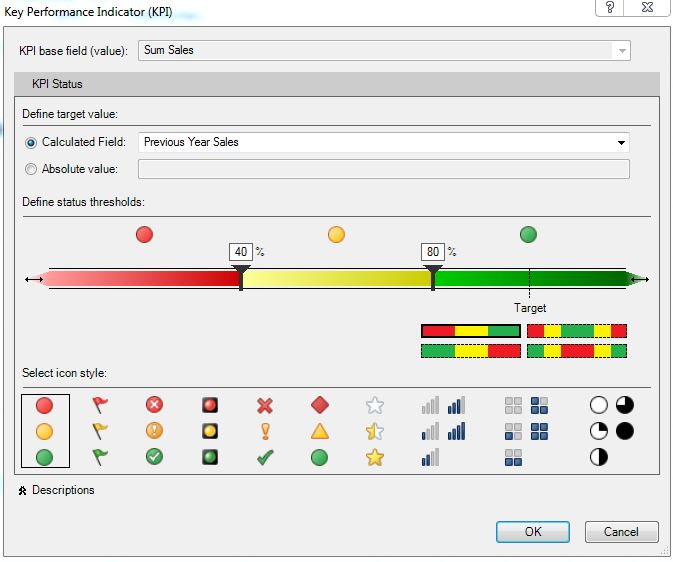 Key Performance Indicator (KPI)
?
KPI base field (value): Sum Sales
KPI Status
Define target value:
Calculated Field: Previous Year Sales
Absolute value:
Define status thresholds:
40 % 80 %
Target
Select icon style:
Descriptions
OK Cancel